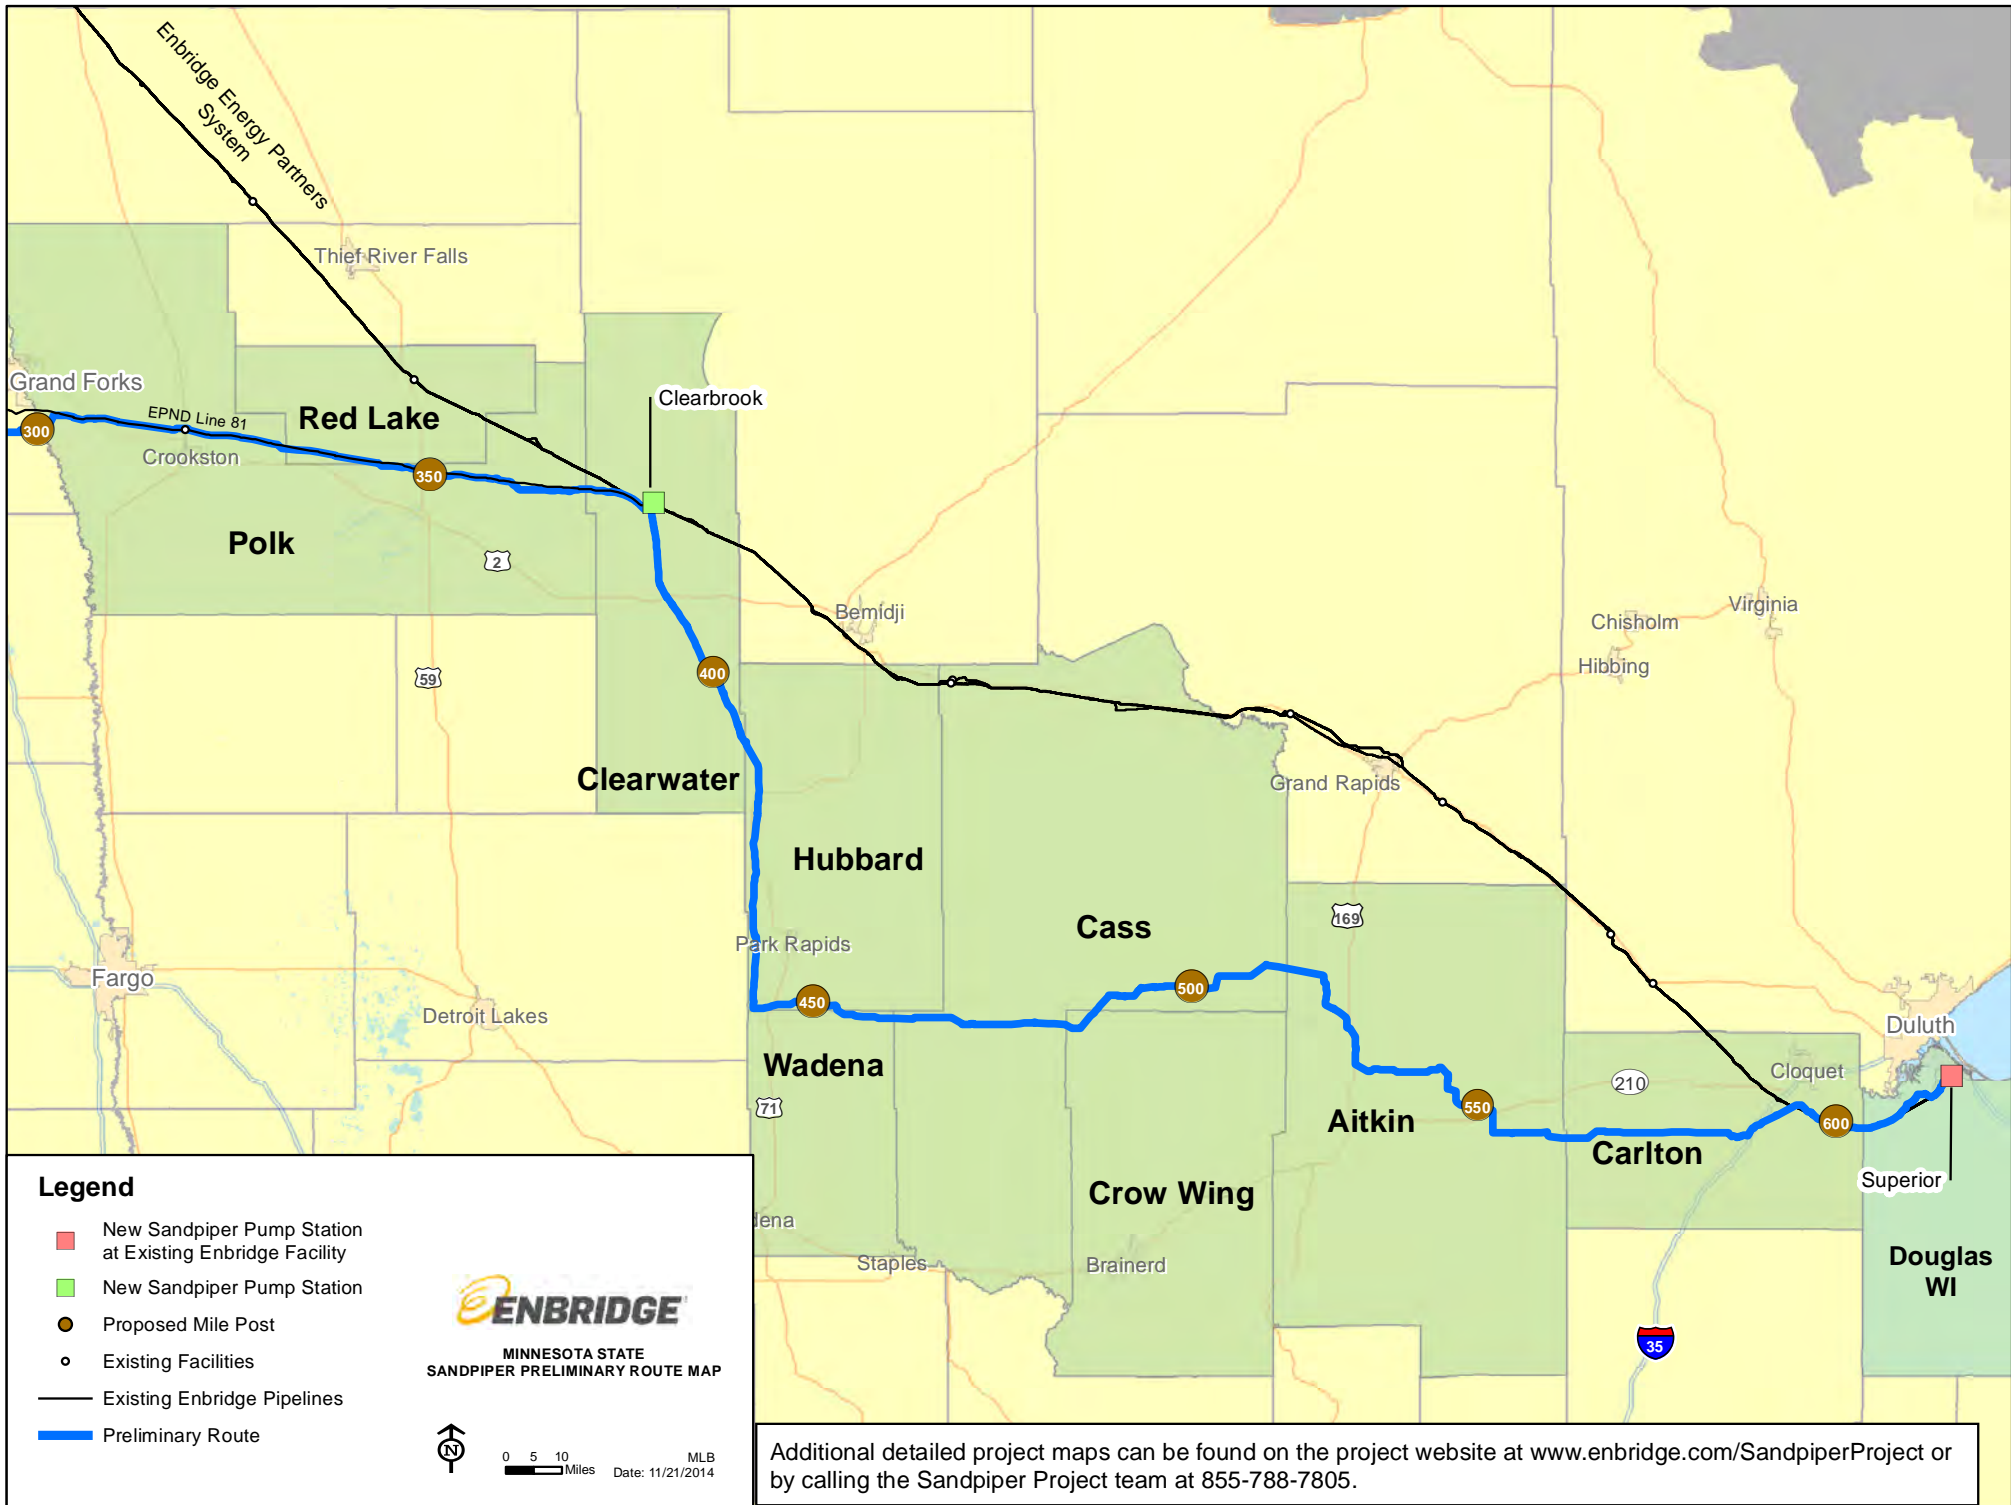 Enbridge Energy Partners
System
Thief River Falls
Grand Forks
EPND Line 81
Red Lake
Clearbrook
300
Crookston
350
Polk
2
Bemidji
Virginia
Chisholm
Hibbing
59
400
Clearwater
Grand Rapids
Hubbard
169
Cass
Park Rapids
Fargo
500
450
Detroit Lakes
Duluth
Wadena
Cloquet
210
71
550
Aitkin
600
Carlton
Superior
Crow Wing
dena
Staples
Brainerd
Douglas
WI
35
Legend
New Sandpiper Pump Station
at Existing Enbridge Facility
New Sandpiper Pump Station
Proposed Mile Post
Existing Facilities
Existing Enbridge Pipelines
Preliminary Route
ENBRIDGE
MINNESOTA STATE
SANDPIPER PRELIMINARY ROUTE MAP
N
0 5 10
Miles
MLB
Date: 11/21/2014
Additional detailed project maps can be found on the project website at www.enbridge.com/SandpiperProject or
by calling the Sandpiper Project team at 855-788-7805.